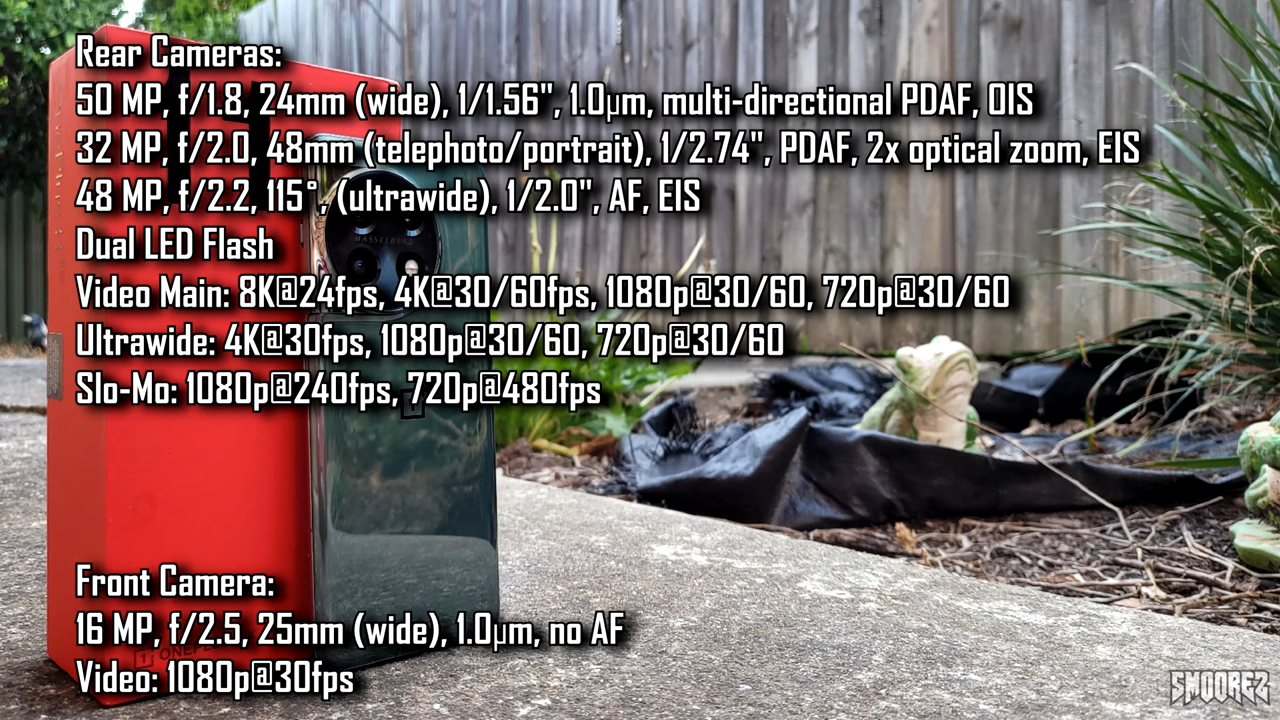 Rear Cameras:
50 MP, f/1.8, 24mm (wide), 1/1.56", 1.0µm, multi-directional PDAF, OIS
32 MP, f/2.0, 48mm (telephoto/portrait), 1/2.74", PDAF, 2x optical zoom, EIS
48 MP, f/2.2, 115°, (ultrawide), 1/2.0", AF, EIS
HASSELBLAD
Dual LED Flash
Video Main: 8K@24fps, 4K@30/60fps, 1080p@30/60, 720p@30/60
Ultrawide: 4K@30fps, 1080p@30/60, 720p@30/60
Slo-Mo: 1080p@240fps, 720p@480fps
Front Camera:
16 MP, f/2.5, 25mm (wide), 1.0µm, no AF
Video: 1080p@30fps
SMOOREZ